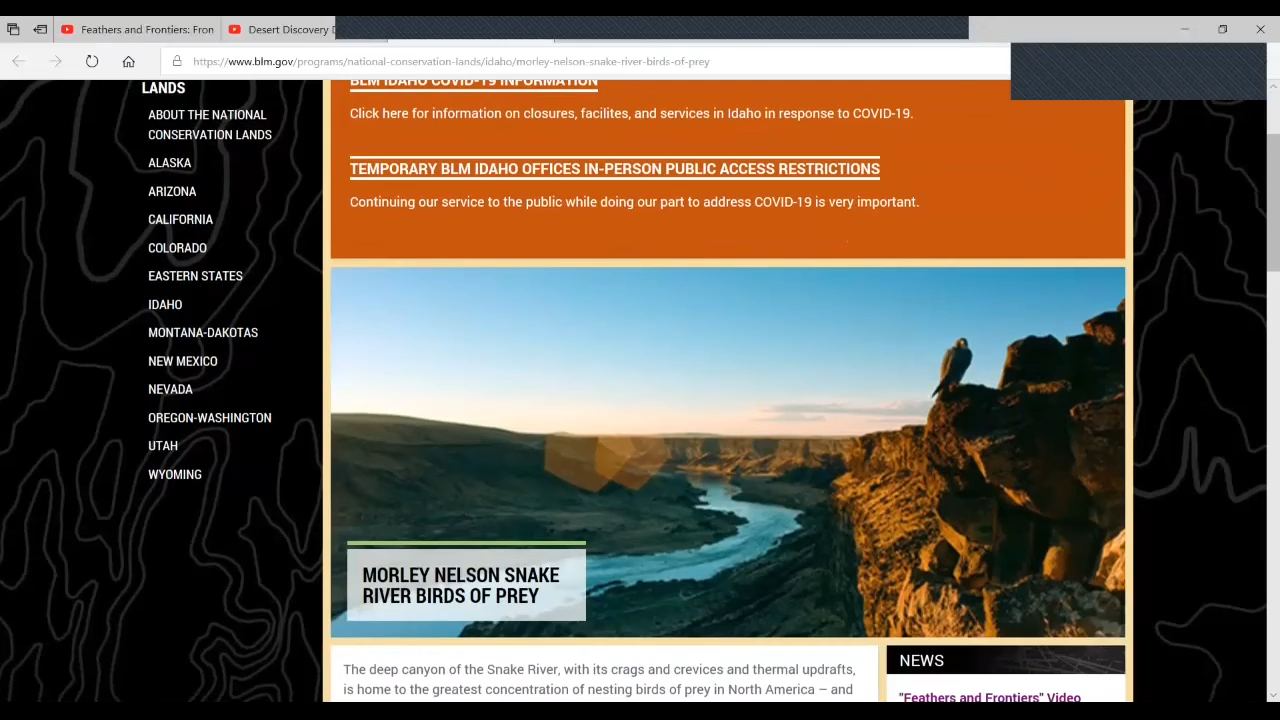 Feathers and Frontiers: Fron
Desert Discovery D
https://www.blm.gov/programs/national-conservation-lands/idaho/morley-nelson-snake-river-birds-of-prey
LANDS
ABOUT THE NATIONAL
CONSERVATION LANDS
ALASKA
ARIZONA
CALIFORNIA
COLORADO
EASTERN STATES
IDAHO
MONTANA-DAKOTAS
NEW MEXICO
NEVADA
OREGON-WASHINGTON
UTAH
WYOMING
BLM IDAHO COVID-19 INFORMATION
Click here for information on closures, facilites, and services in Idaho in response to COVID-19.
TEMPORARY BLM IDAHO OFFICES IN-PERSON PUBLIC ACCESS RESTRICTIONS
Continuing our service to the public while doing our part to address COVID-19 is very important.
MORLEY NELSON SNAKE
RIVER BIRDS OF PREY
The deep canyon of the Snake River, with its crags and crevices and thermal updrafts,
is home to the greatest concentration of nesting birds of prey in North America – and
NEWS
"Feathers and Frontiers" Video